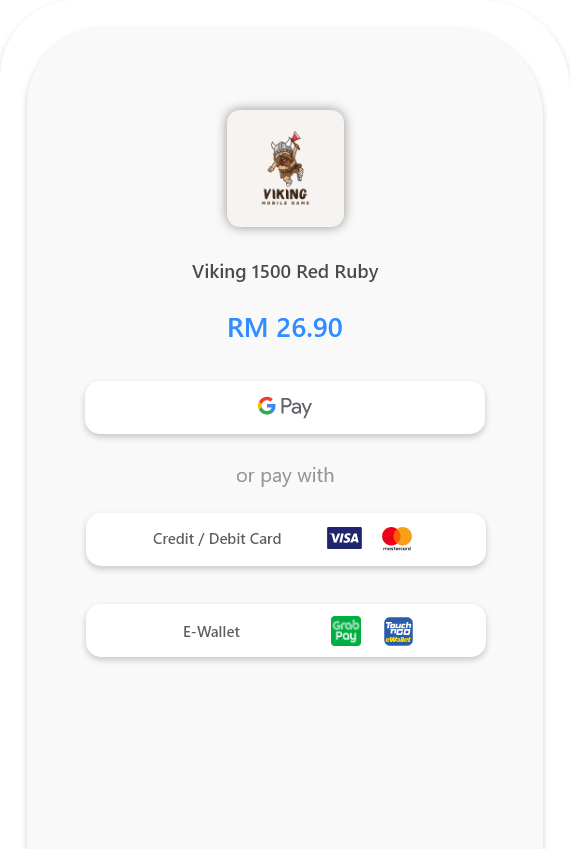 VIKING
MOBILE GAME
Viking 1500 Red Ruby
RM 26.90
G Pay
or pay with
Credit / Debit Card VISA mastercard
E-Wallet Grab Pay Touch 'n GO eWallet